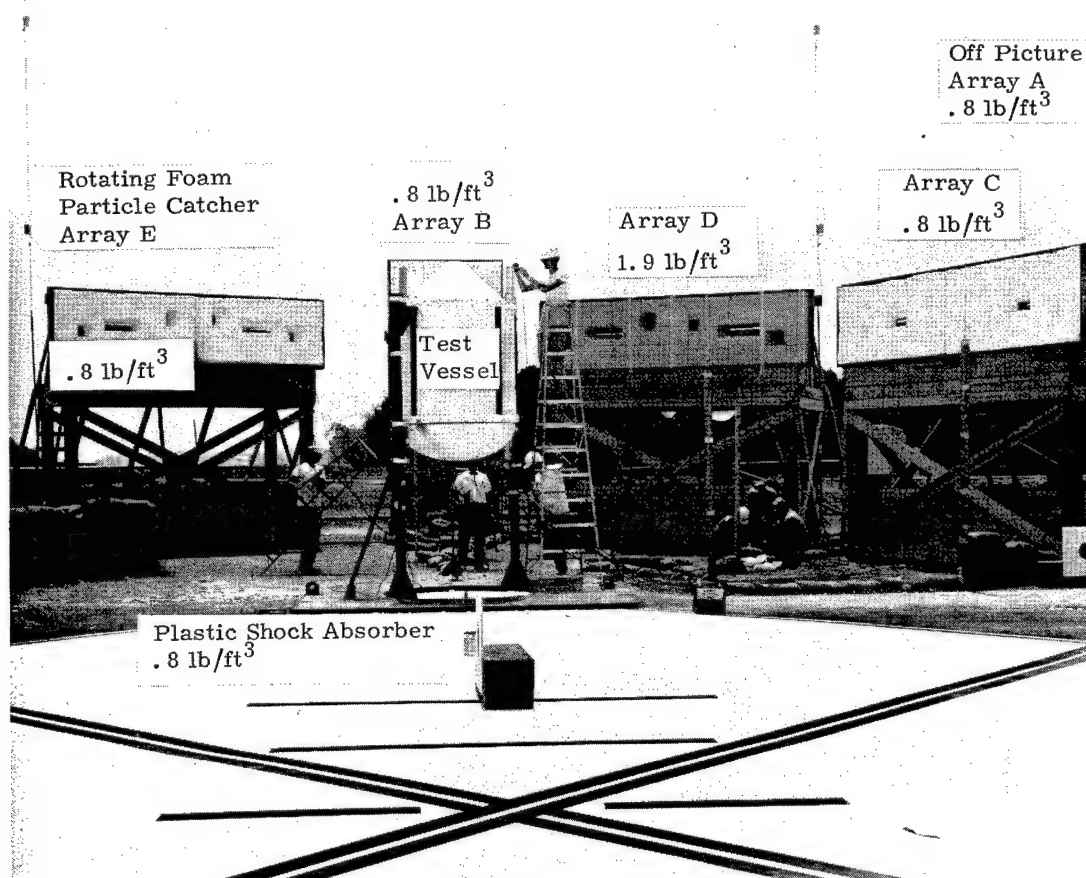 Off Picture
Array A
.8 lb/ft³
Rotating Foam
Particle Catcher
Array E
.8 lb/ft³
Array B
Array D
1.9 lb/ft³
Array C
.8 lb/ft³
.8 lb/ft³
Test
Vessel
Plastic Shock Absorber
.8 lb/ft³